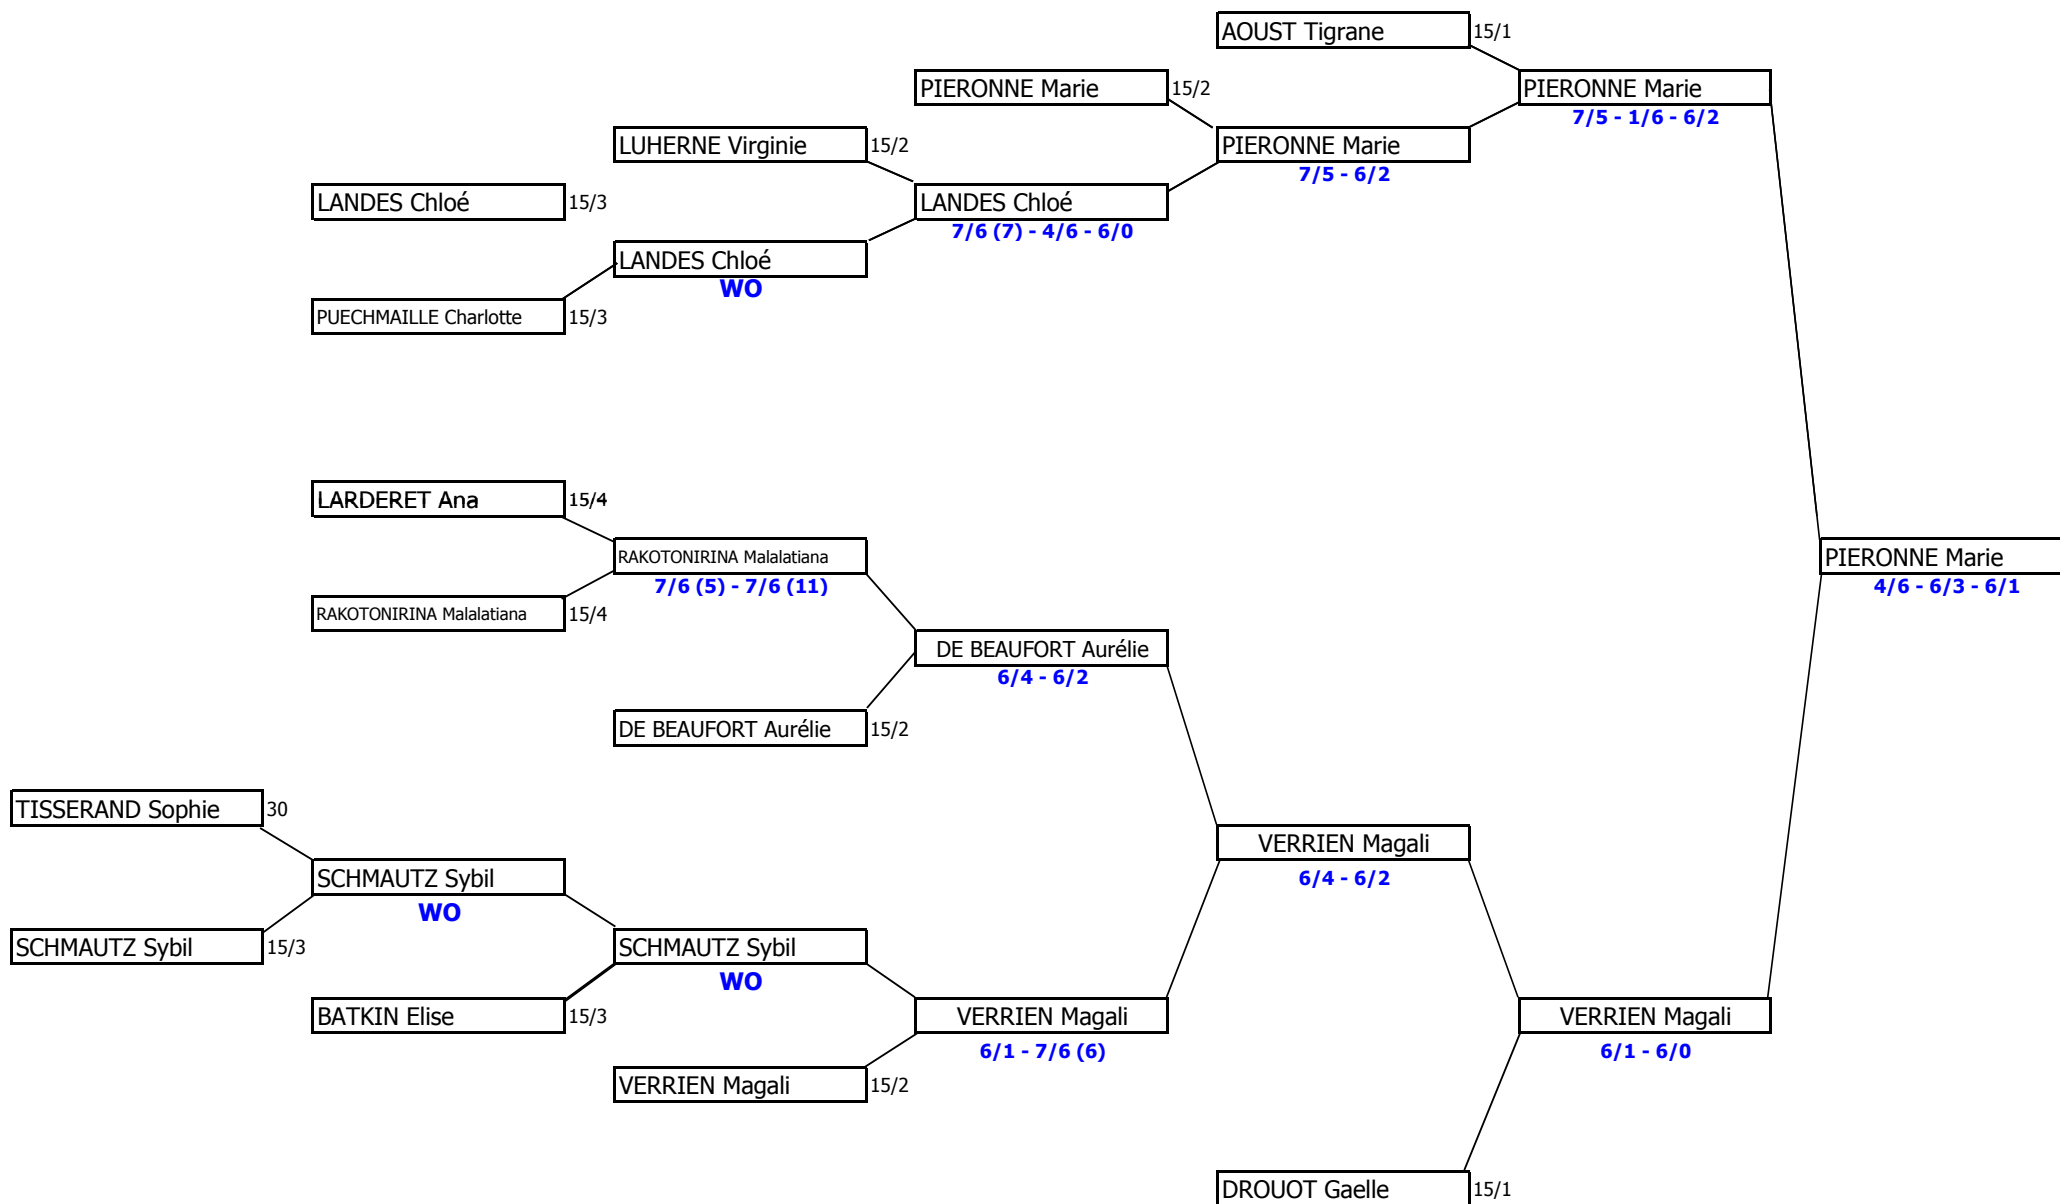 AOUST Tigrane 15/1
PIERONNE Marie 15/2
PIERONNE Marie
7/5 - 1/6 - 6/2
LUHERNE Virginie 15/2
PIERONNE Marie
7/5 - 6/2
LANDES Chloé 15/3
LANDES Chloé
7/6 (7) - 4/6 - 6/0
LANDES Chloé
WO
PUECHMAILLE Charlotte 15/3
LARDERET Ana 15/4
RAKOTONIRINA Malalatiana
7/6 (5) - 7/6 (11)
PIERONNE Marie
4/6 - 6/3 - 6/1
RAKOTONIRINA Malalatiana 15/4
DE BEAUFORT Aurélie
6/4 - 6/2
DE BEAUFORT Aurélie 15/2
TISSERAND Sophie 30
VERRIEN Magali
6/4 - 6/2
SCHMAUTZ Sybil
WO
SCHMAUTZ Sybil 15/3
SCHMAUTZ Sybil
WO
BATKIN Elise 15/3
VERRIEN Magali
6/1 - 7/6 (6)
VERRIEN Magali
6/1 - 6/0
VERRIEN Magali 15/2
DROUOT Gaelle 15/1